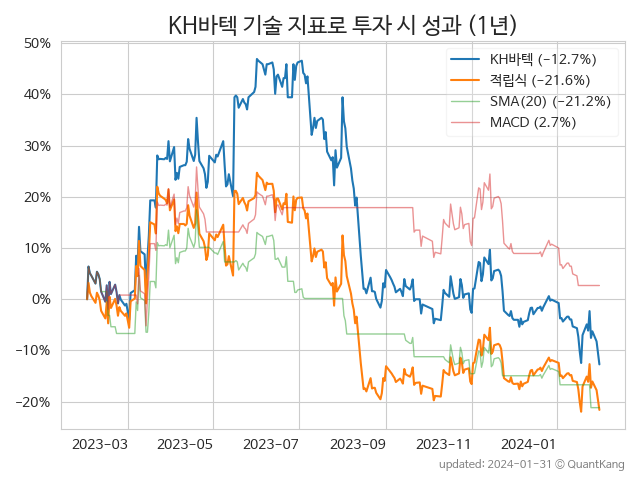 KH바텍 기술 지표로 투자 시 성과 (1년)
KH바텍 (−12.7%)
적립식 (−21.6%)
SMA(20) (−21.2%)
MACD (2.7%)
50%
40%
30%
20%
10%
0%
−10%
−20%
2023-03
2023-05
2023-07
2023-09
2023-11
2024-01
updated: 2024-01-31 © QuantKang